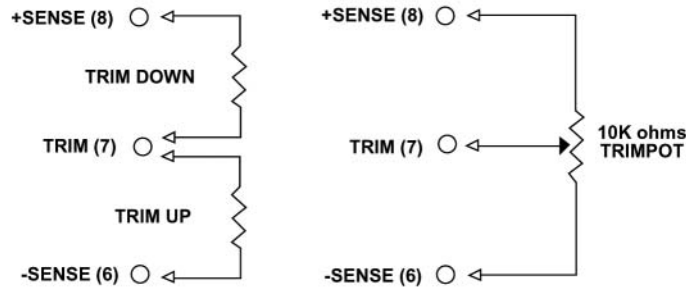 +SENSE (8)
TRIM DOWN
TRIM (7)
TRIM UP
-SENSE (6)
+SENSE (8)
TRIM (7)
10K ohms
TRIMPOT
-SENSE (6)